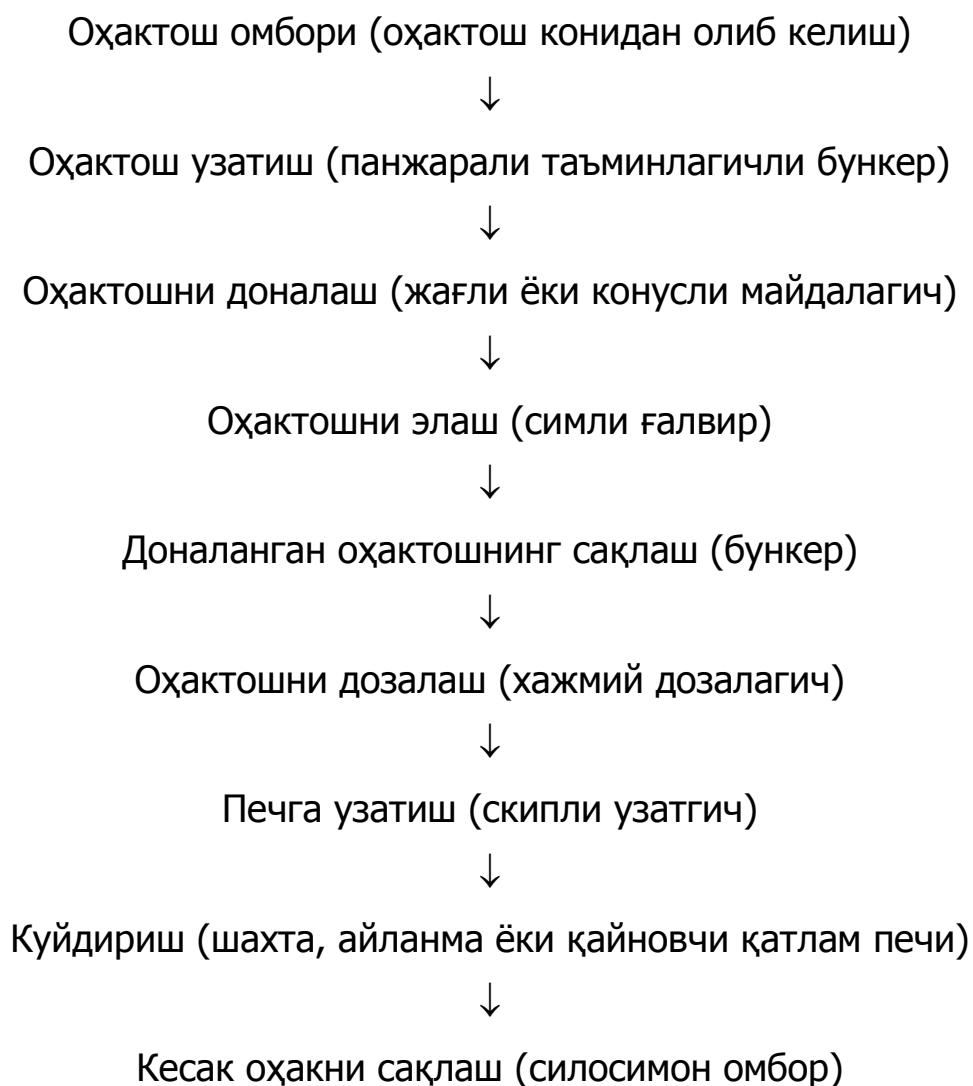 Оҳактош омбори (оҳактош конидан олиб келиш)
↓
Оҳактош узатиш (панжарали таъминлагичли бункер)
↓
Оҳактошни доналаш (жағли ёки конусли майдалагич)
↓
Оҳактошни элаш (симли ғалвир)
↓
Доналанган оҳактошнинг сақлаш (бункер)
↓
Оҳактошни дозалаш (хажмий дозалагич)
↓
Печга узатиш (скипли узатгич)
↓
Куйдириш (шахта, айланма ёки қайновчи қатлам печи)
↓
Кесак оҳакни сақлаш (силосимон омбор)